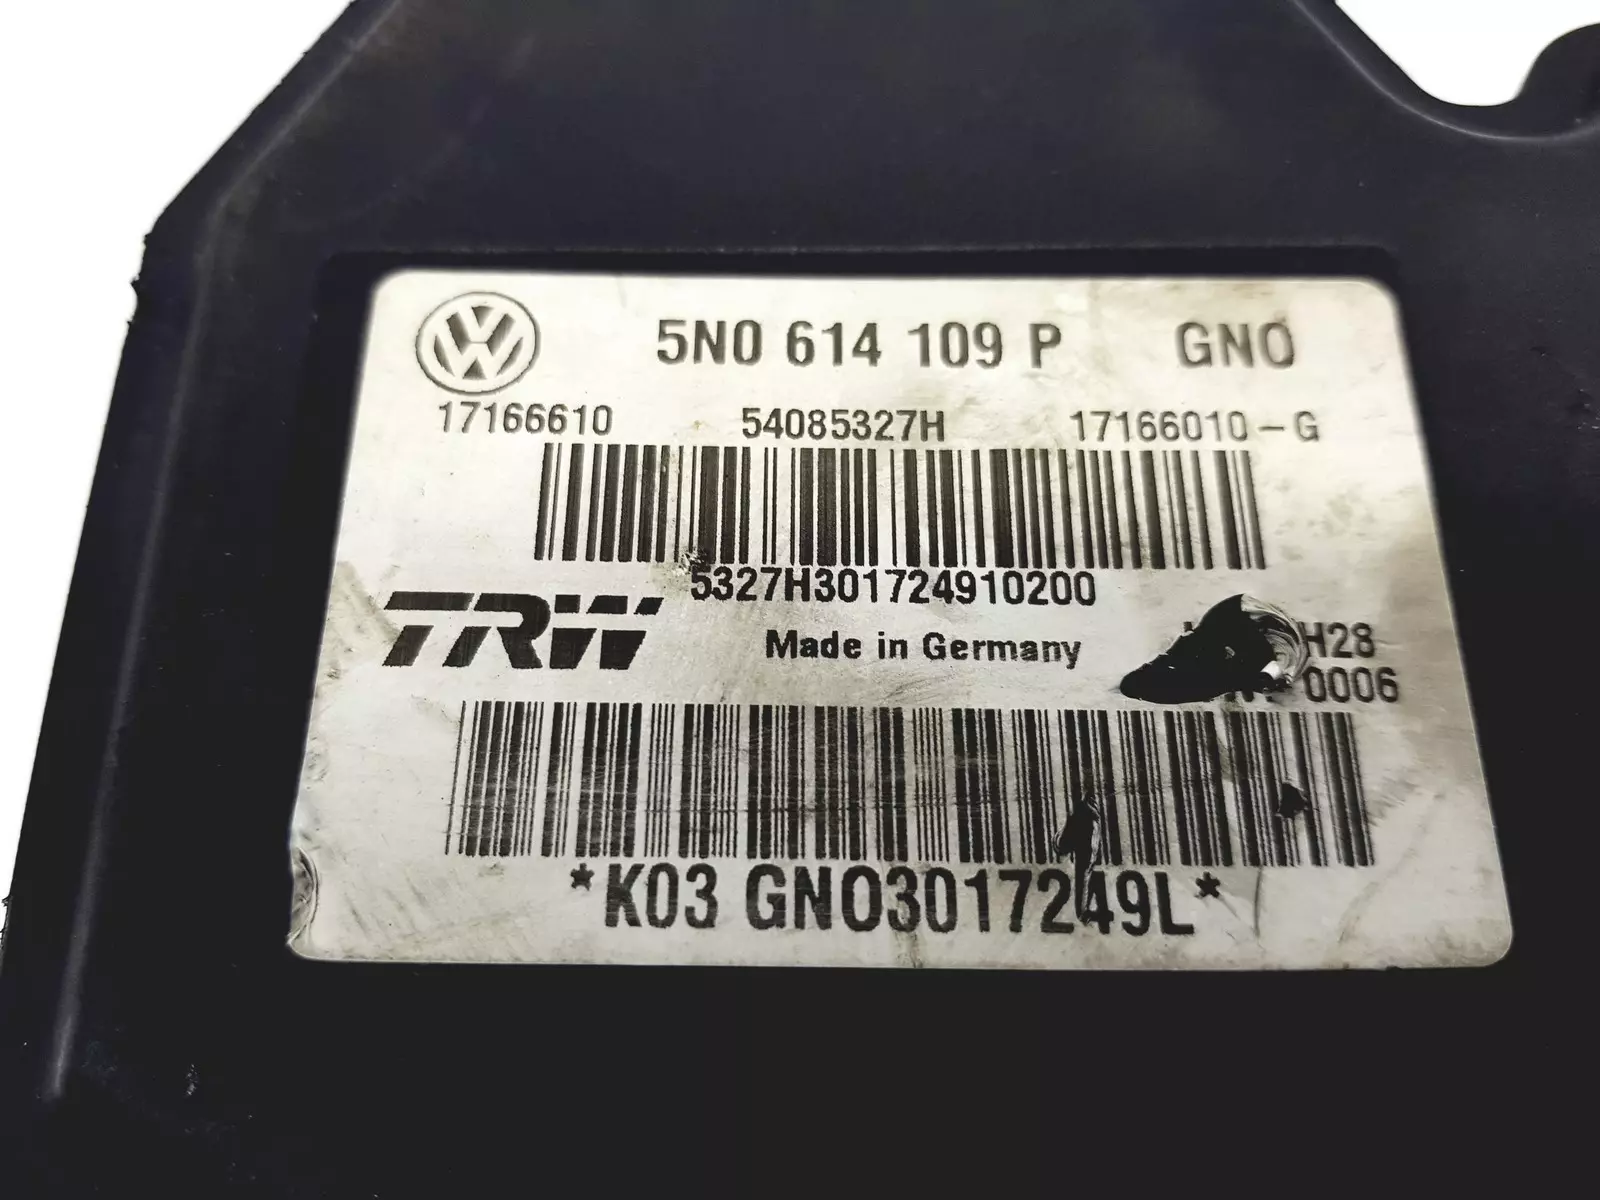 5N0 614 109 P GNO
17166610 54085327H 17166010-G
5327H301724910200
TRW Made in Germany H28
0006
*K03 GNO3017249L*